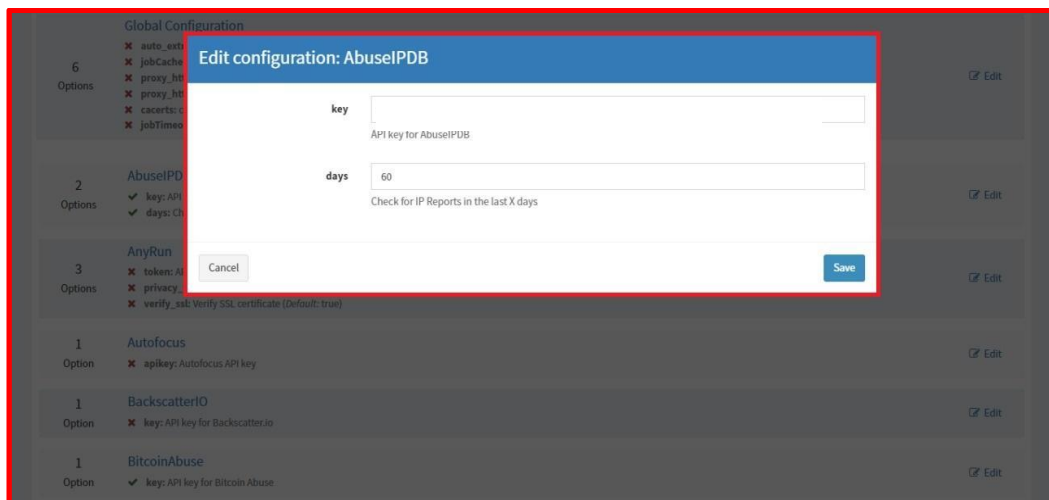 Global Configuration
6
Options
auto_ext
jobCache
proxy_htt
proxy_htt
cacerts: c
jobTimeo
Edit
Edit configuration: AbuseIPDB
key
API key for AbuseIPDB
days
60
Check for IP Reports in the last X days
Cancel
Save
AbuseIPD
2
Options
key: API
days: Ch
Edit
AnyRun
3
Options
token: A
privacy_
verify_ssl: Verify SSL certificate (Default: true)
Edit
Autofocus
1
Option
apikey: Autofocus API key
Edit
BackscatterIO
1
Option
key: API key for Backscatter.io
Edit
BitcoinAbuse
1
Option
key: API key for Bitcoin Abuse
Edit